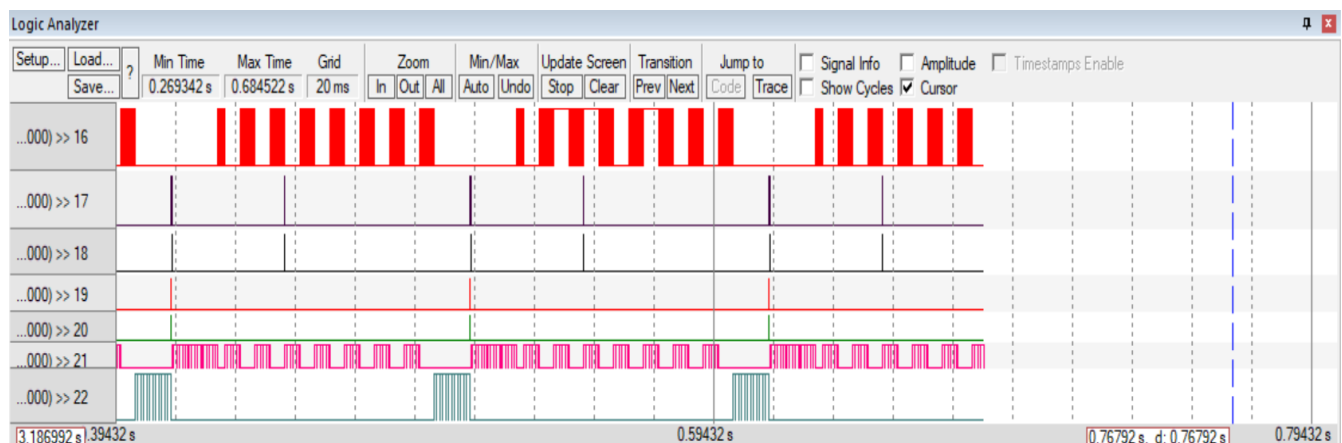 Logic Analyzer
Setup... Load... ? Min Time Max Time Grid Zoom Min/Max Update Screen Transition Jump to Signal Info Amplitude Timestamps Enable
Save... 0.269342 s 0.684522 s 20 ms In Out All Auto Undo Stop Clear Prev Next Code Trace Show Cycles Cursor
...000) >> 16
...000) >> 17
...000) >> 18
...000) >> 19
...000) >> 20
...000) >> 21
...000) >> 22
3.186992 s .39432 s 0.59432 s 0.76792 s, d: 0.76792 s 0.79432 s